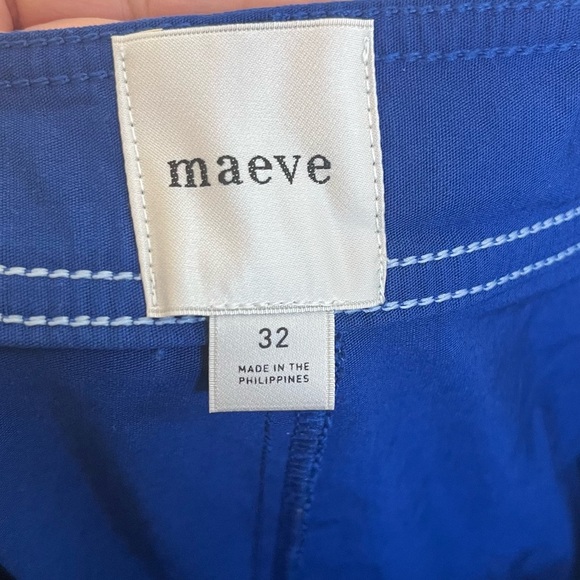 maeve
32
MADE IN THE
PHILIPPINES